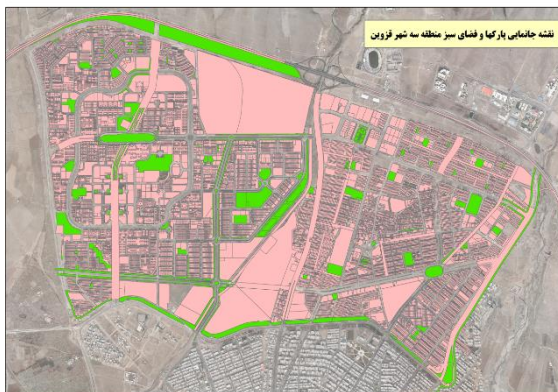 نقشه جانمایی پارکها و فضای سبز منطقه سه شهر قزوین